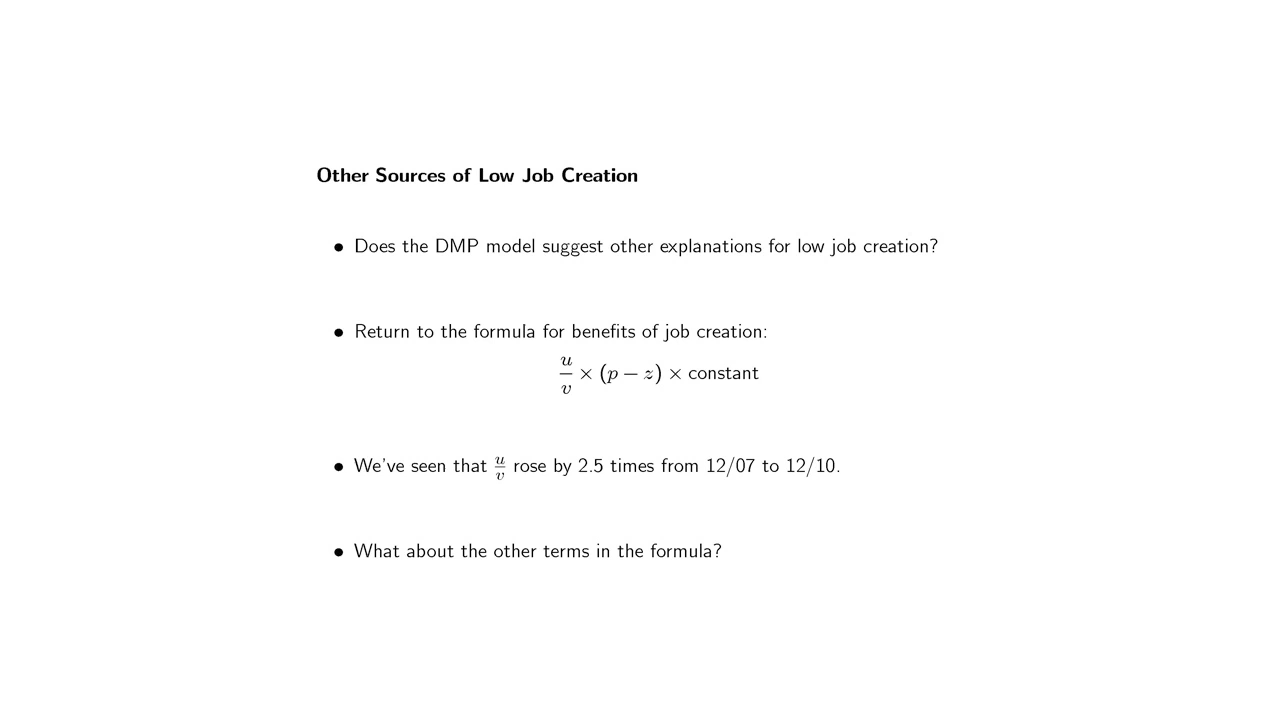 Other Sources of Low Job Creation
• Does the DMP model suggest other explanations for low job creation?
• Return to the formula for benefits of job creation:
u/v × (p − z) × constant
• We've seen that u/v rose by 2.5 times from 12/07 to 12/10.
• What about the other terms in the formula?